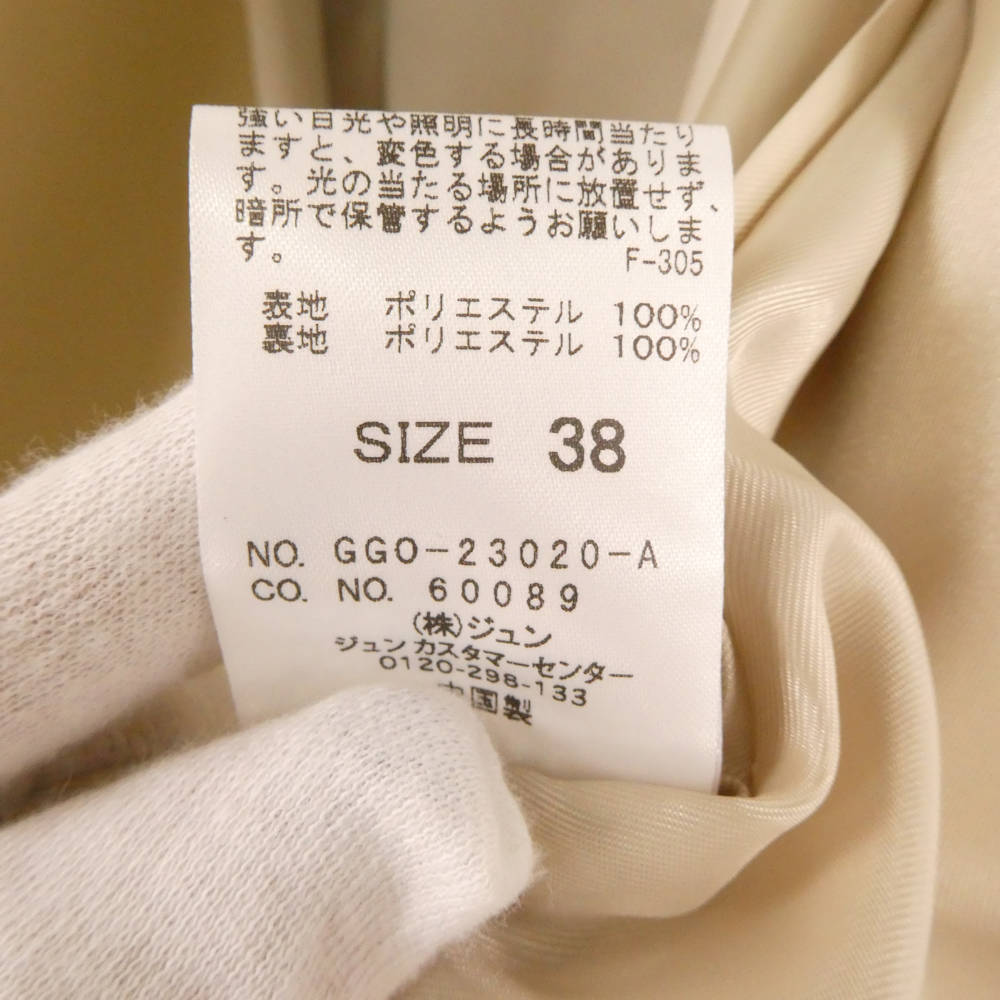 強い日光や照明に長時間当たり
ますと、変色する場合がありま
す。光の当たる場所に放置せず、
暗所で保管するようお願いしま
す。
F-305
表地 ポリエステル 100%
裏地 ポリエステル 100%
SIZE 38
NO. GGO-23020-A
CO. NO. 60089
(株)ジュン
ジュン カスタマーセンター
0120-298-133
中国製